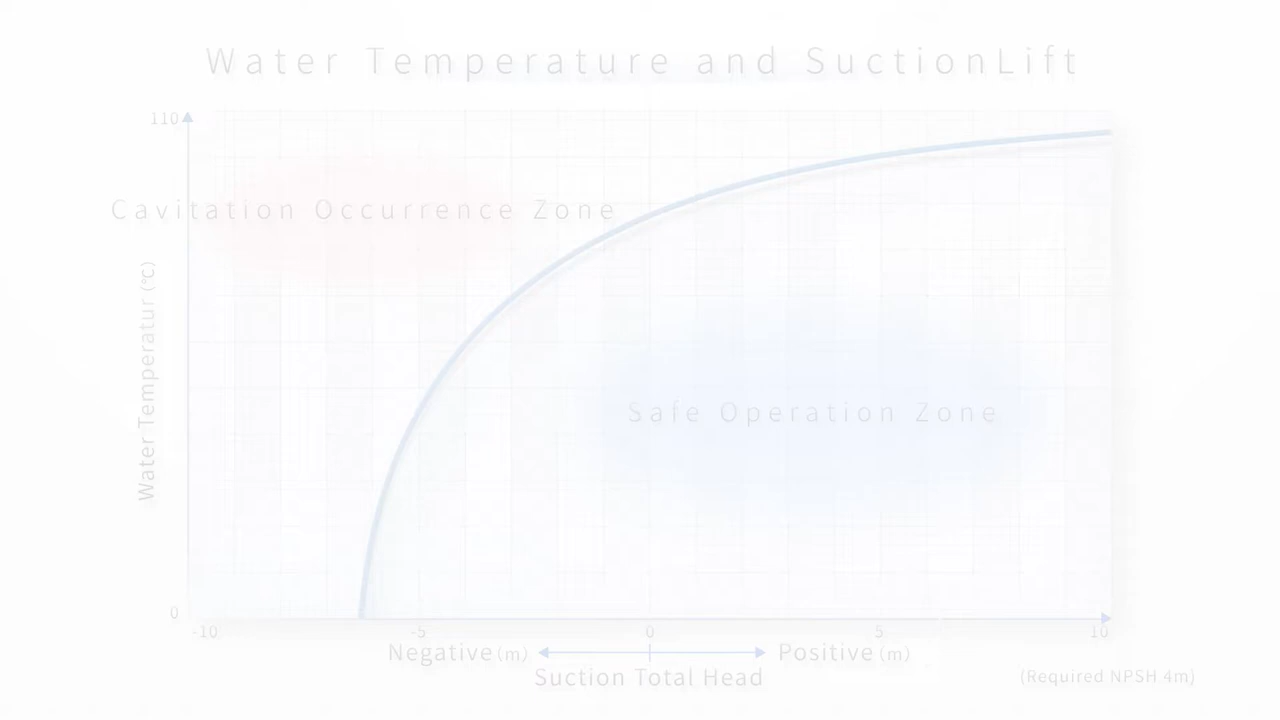 Water Temperature and SuctionLift
110
Cavitation Occurrence Zone
Water Temperatur (℃)
Safe Operation Zone
0
-10 -5 0 5 10
Negative (m) Positive (m)
Suction Total Head
(Required NPSH 4m)